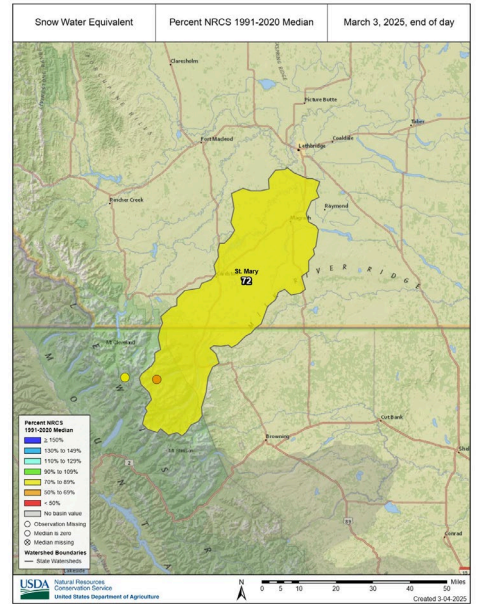 Snow Water Equivalent
Percent NRCS 1991-2020 Median
March 3, 2025, end of day
Claresholm
Picture Butte
Taber
Fort Macleod
Coaldale
Lethbridge
Pincher Creek
Raymond
St. Mary
72
RIDGE
Cut Bank
Browning
Conrad
Percent NRCS
1991-2020 Median
≥ 150%
130% to 149%
110% to 129%
90% to 109%
70% to 89%
50% to 69%
< 50%
No basin value
Observation Missing
Median is zero
Median missing
Watershed Boundaries
State Watersheds
USDA
Natural Resources
Conservation Service
United States Department of Agriculture
N
0 5 10 20 30 40 50
Miles
Created 3-04-2025